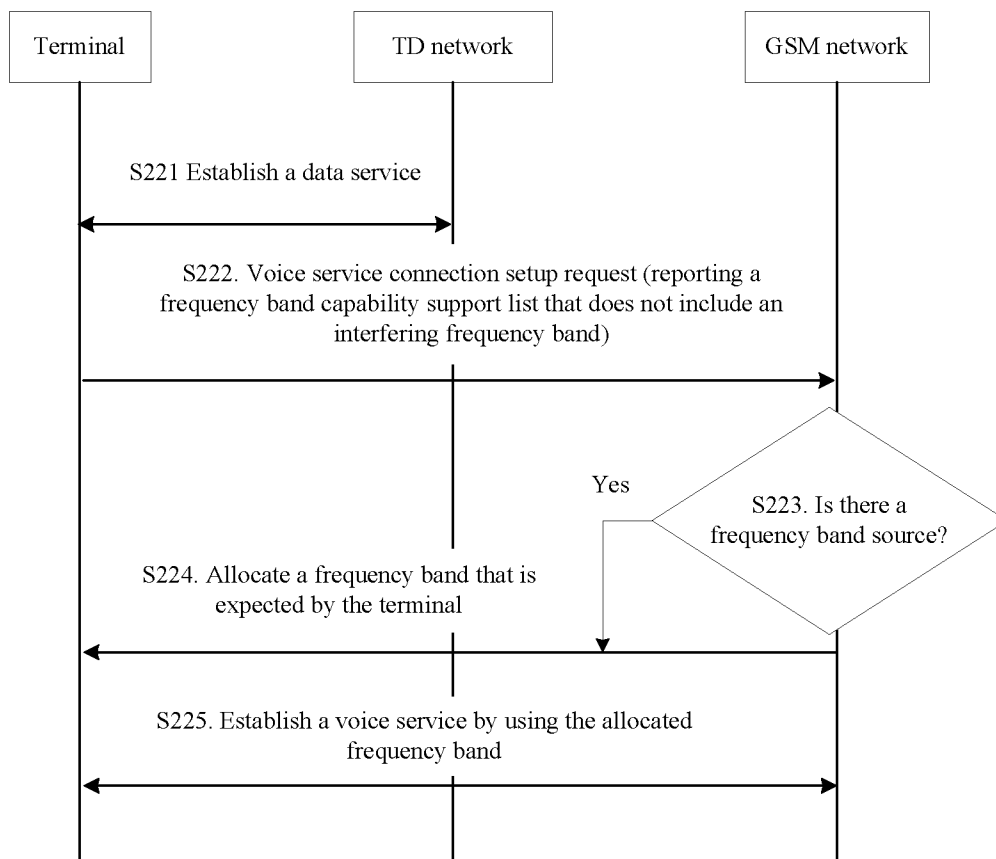 Terminal
TD network
GSM network
S221 Establish a data service
S222. Voice service connection setup request (reporting a
frequency band capability support list that does not include an
interfering frequency band)
Yes
S223. Is there a
frequency band source?
S224. Allocate a frequency band that is
expected by the terminal
S225. Establish a voice service by using the allocated
frequency band